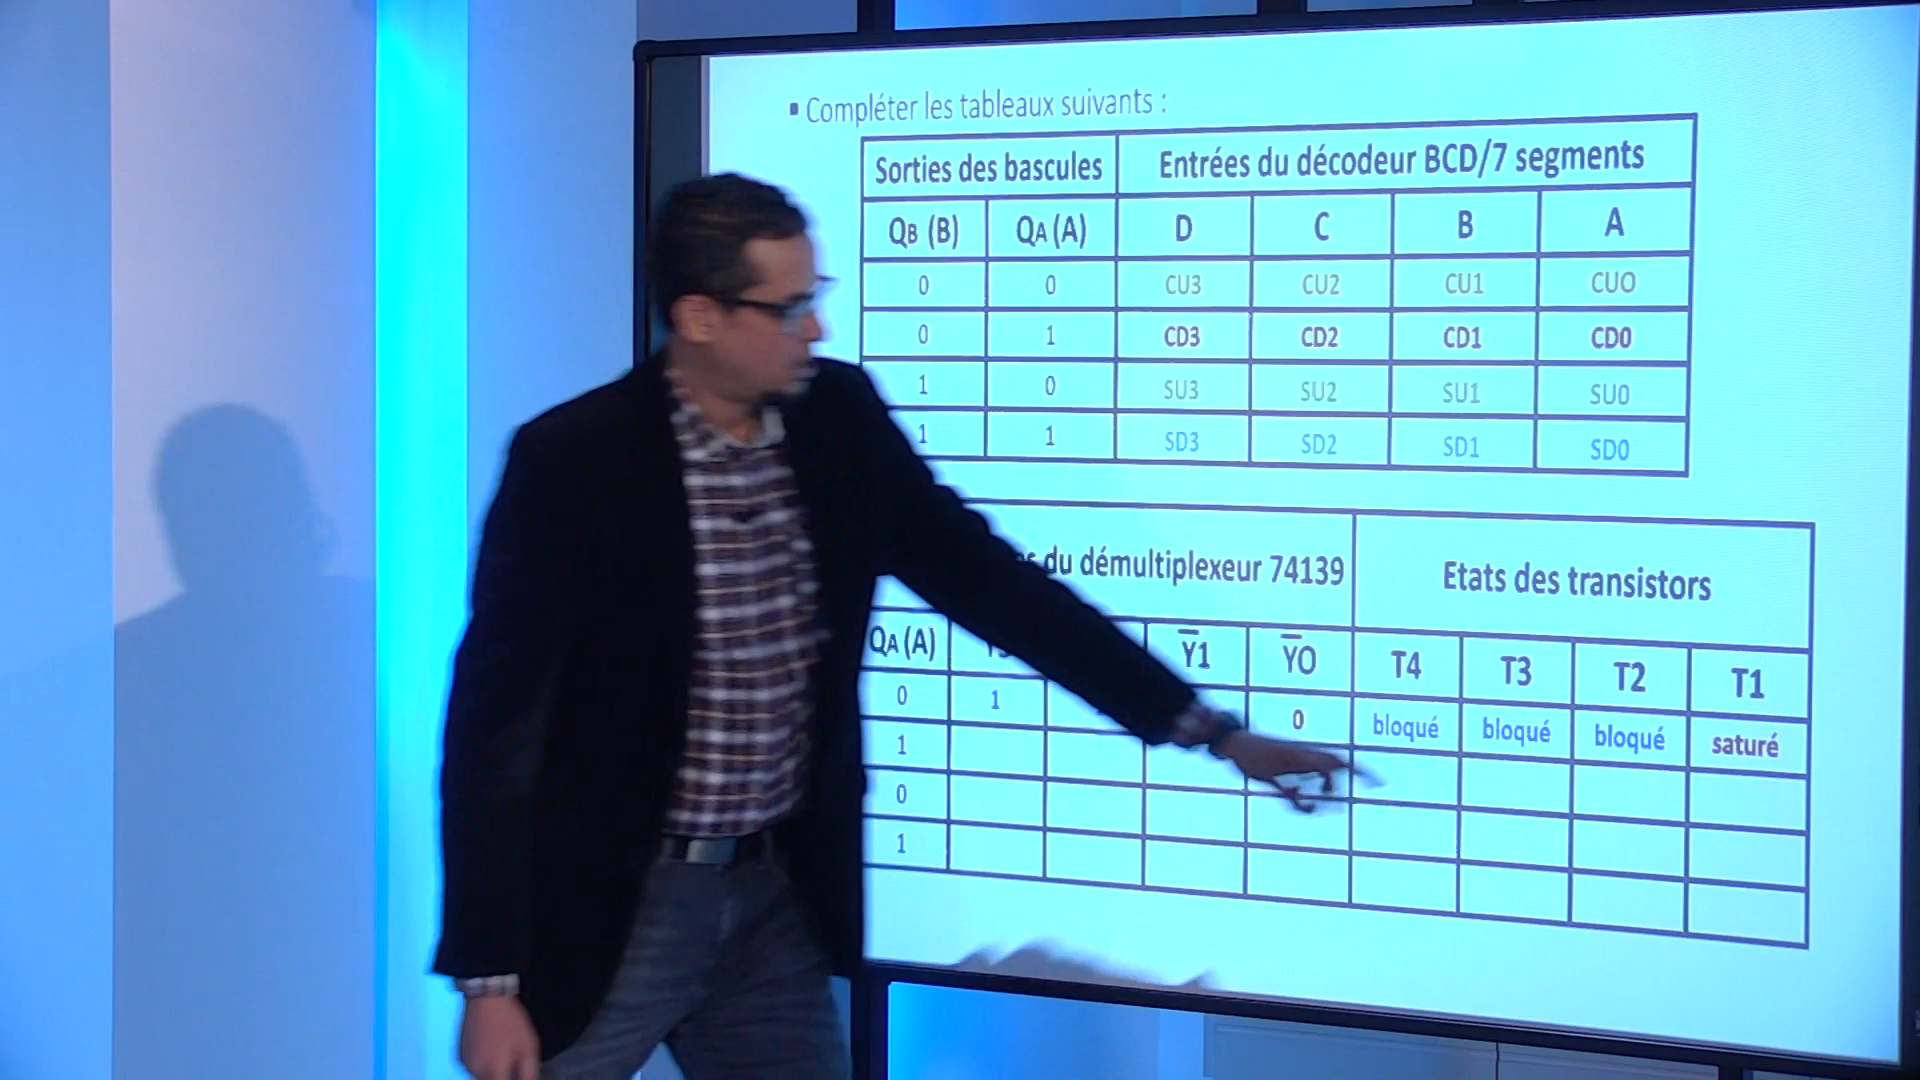 ▪ Compléter les tableaux suivants :
Sorties des bascules Entrées du décodeur BCD/7 segments
QB (B) QA (A) D C B A
0 0 CU3 CU2 CU1 CU0
0 1 CD3 CD2 CD1 CD0
1 0 SU3 SU2 SU1 SU0
1 1 SD3 SD2 SD1 SD0
du démultiplexeur 74139 Etats des transistors
QA (A) Y̅1 Y̅0 T4 T3 T2 T1
0 1 0 bloqué bloqué bloqué saturé
1
0
1